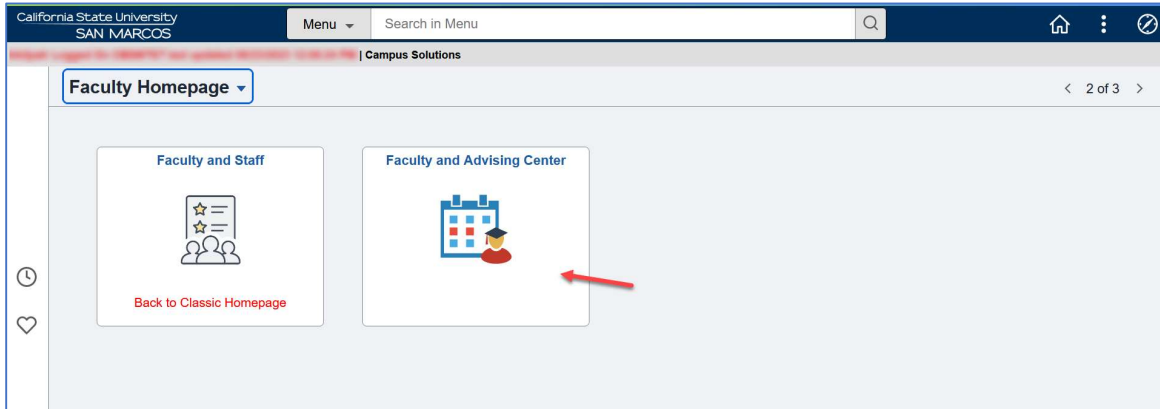 California State University
SAN MARCOS
Menu
Search in Menu
| Campus Solutions
Faculty Homepage
2 of 3
Faculty and Staff
Faculty and Advising Center
Back to Classic Homepage